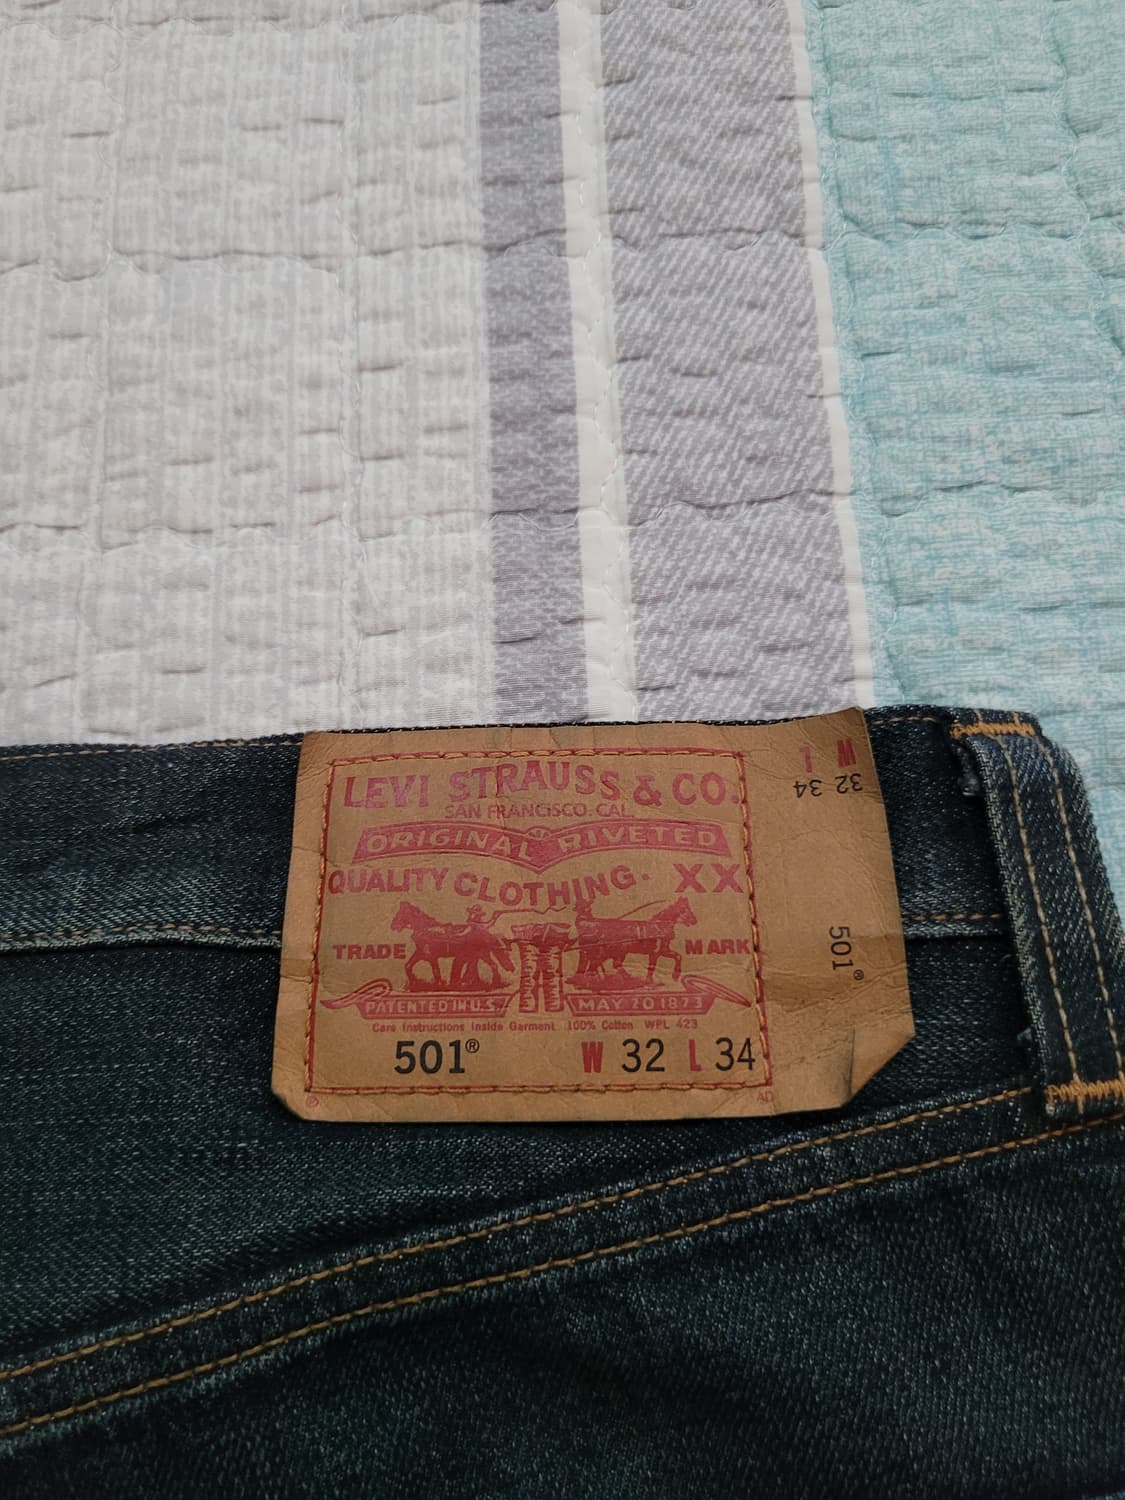 LEVI STRAUSS & CO.
SAN FRANCISCO. CAL.
ORIGINAL RIVETED
QUALITY CLOTHING. XX
TRADE MARK
PATENTED IN U.S. MAY 20 1873
Care Instructions Inside Garment 100% Cotton WPL 423
501® W 32 L 34
® AD
W L
32 34
501®